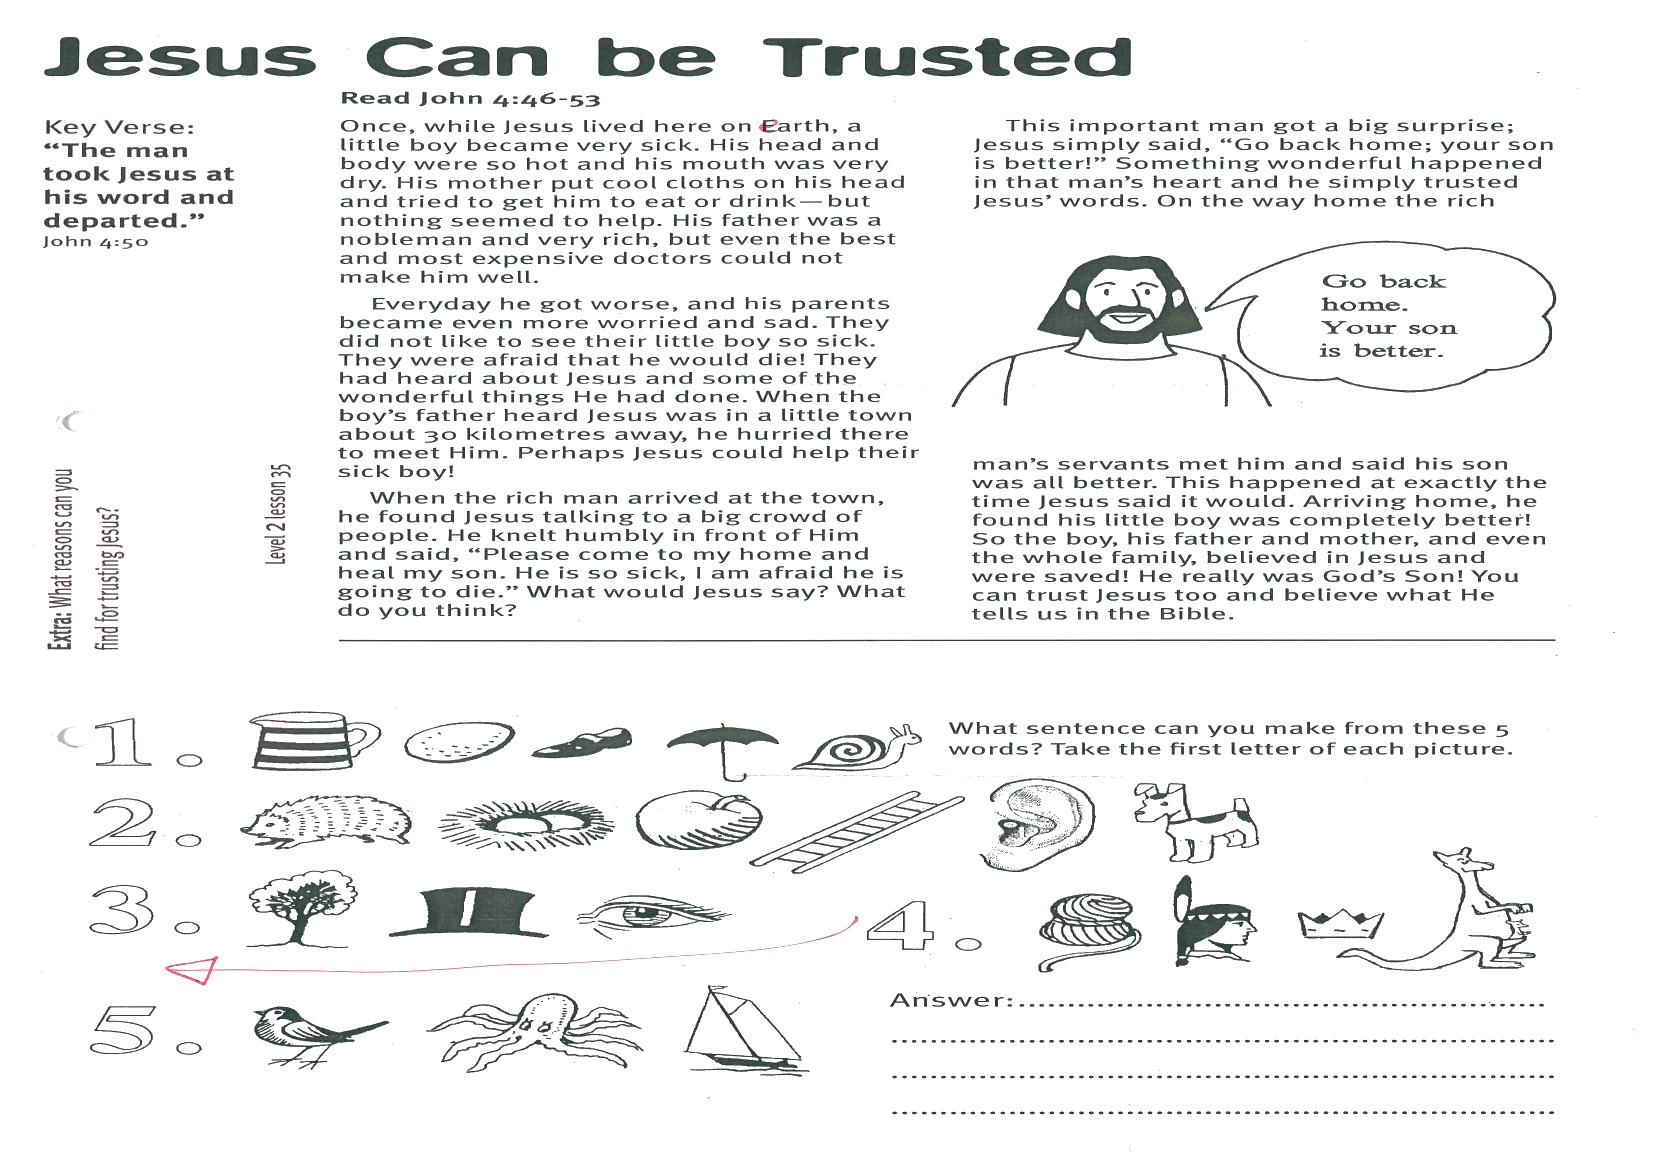 Jesus Can be Trusted
Key Verse:
“The man
took Jesus at
his word and
departed.”
John 4:50
Extra: What reasons can you
find for trusting Jesus?
Level 2 lesson 35
Read John 4:46-53
Once, while Jesus lived here on Earth, a
little boy became very sick. His head and
body were so hot and his mouth was very
dry. His mother put cool cloths on his head
and tried to get him to eat or drink—but
nothing seemed to help. His father was a
nobleman and very rich, but even the best
and most expensive doctors could not
make him well.
Everyday he got worse, and his parents
became even more worried and sad. They
did not like to see their little boy so sick.
They were afraid that he would die! They
had heard about Jesus and some of the
wonderful things He had done. When the
boy’s father heard Jesus was in a little town
about 30 kilometres away, he hurried there
to meet Him. Perhaps Jesus could help their
sick boy!
When the rich man arrived at the town,
he found Jesus talking to a big crowd of
people. He knelt humbly in front of Him
and said, “Please come to my home and
heal my son. He is so sick, I am afraid he is
going to die.” What would Jesus say? What
do you think?
This important man got a big surprise;
Jesus simply said, “Go back home; your son
is better!” Something wonderful happened
in that man’s heart and he simply trusted
Jesus’ words. On the way home the rich
Go back
home.
Your son
is better.
man’s servants met him and said his son
was all better. This happened at exactly the
time Jesus said it would. Arriving home, he
found his little boy was completely better!
So the boy, his father and mother, and even
the whole family, believed in Jesus and
were saved! He really was God’s Son! You
can trust Jesus too and believe what He
tells us in the Bible.
1.
What sentence can you make from these 5
words? Take the first letter of each picture.
2.
3.
4.
5.
Answer: